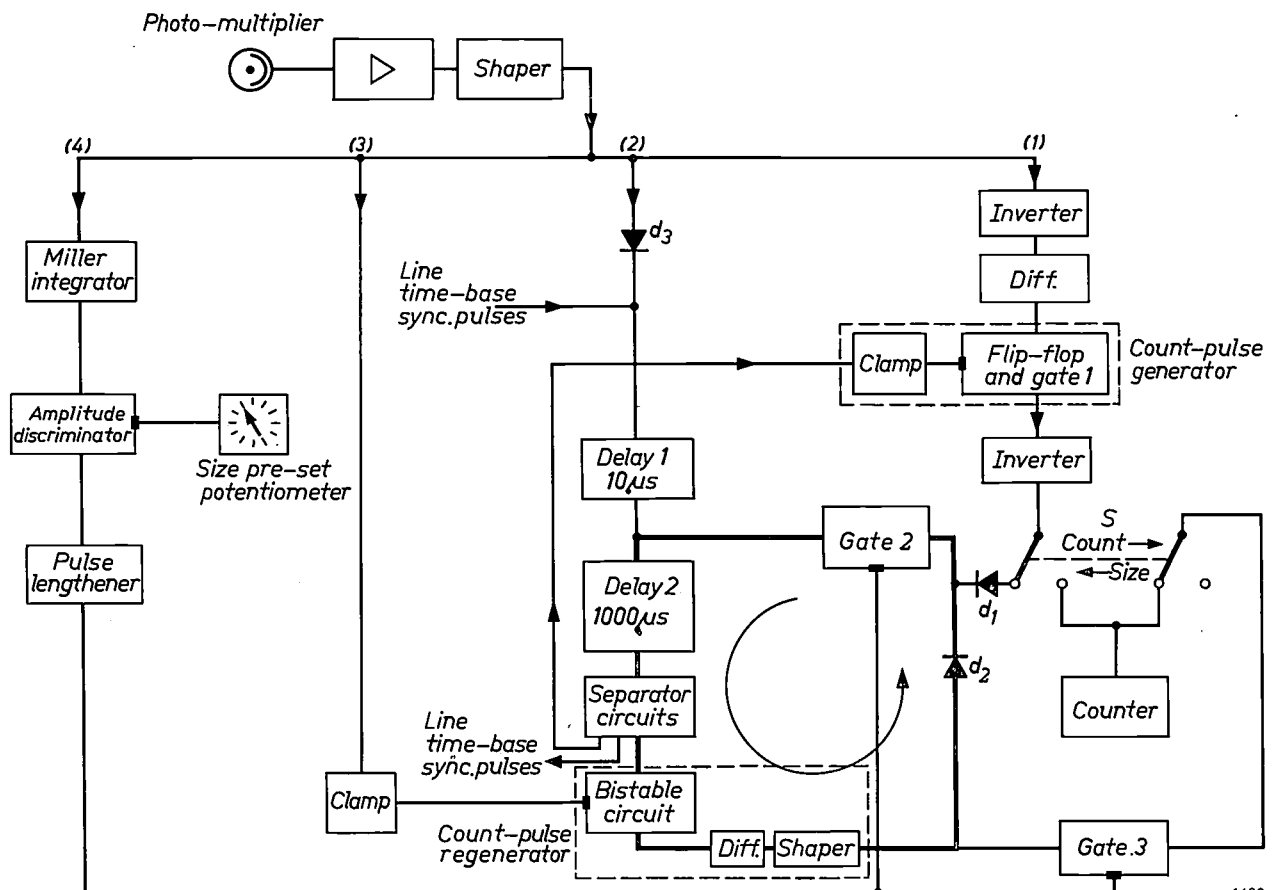 Photo-multiplier
Shaper
(4)
(3)
(2)
(1)
Inverter
d3
Miller
integrator
Line
time-base
sync.pulses
Diff.
Clamp
Flip-flop
and gate 1
Count-pulse
generator
Amplitude
discriminator
Size pre-set
potentiometer
Delay 1
10µs
Inverter
S
Count
Size
Gate 2
Pulse
lengthener
Delay 2
1000µs
d1
d2
Separator
circuits
Counter
Line
time-base
sync.pulses
Clamp
Bistable
circuit
Count-pulse
regenerator
Diff.
Shaper
Gate.3